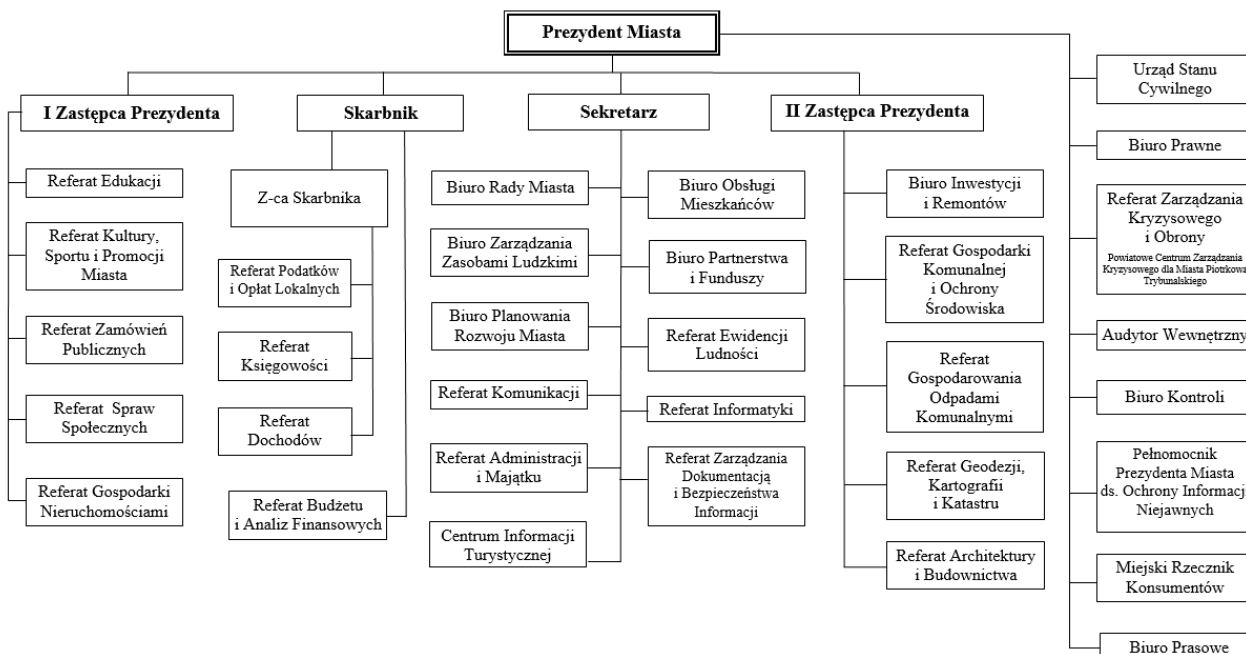 Prezydent Miasta
I Zastępca Prezydenta
Referat Edukacji
Referat Kultury,
Sportu i Promocji
Miasta
Referat Zamówień
Publicznych
Referat Spraw
Społecznych
Referat Gospodarki
Nieruchomościami
Skarbnik
Z-ca Skarbnika
Referat Podatków
i Opłat Lokalnych
Referat
Księgowości
Referat
Dochodów
Referat Budżetu
i Analiz Finansowych
Sekretarz
Biuro Rady Miasta
Biuro Zarządzania
Zasobami Ludzkimi
Biuro Planowania
Rozwoju Miasta
Referat Komunikacji
Referat Administracji
i Majątku
Centrum Informacji
Turystycznej
Biuro Obsługi
Mieszkańców
Biuro Partnerstwa
i Funduszy
Referat Ewidencji
Ludności
Referat Informatyki
Referat Zarządzania
Dokumentacją
i Bezpieczeństwa
Informacji
II Zastępca Prezydenta
Biuro Inwestycji
i Remontów
Referat Gospodarki
Komunalnej
i Ochrony
Środowiska
Referat
Gospodarowania
Odpadami
Komunalnymi
Referat Geodezji,
Kartografii
i Katastru
Referat Architektury
i Budownictwa
Urząd Stanu
Cywilnego
Biuro Prawne
Referat Zarządzania
Kryzysowego
i Obrony
Powiatowe Centrum Zarządzania
Kryzysowego dla Miasta Piotrkowa
Trybunalskiego
Audytor Wewnętrzny
Biuro Kontroli
Pełnomocnik
Prezydenta Miasta
ds. Ochrony Informacji
Niejawnych
Miejski Rzecznik
Konsumentów
Biuro Prasowe